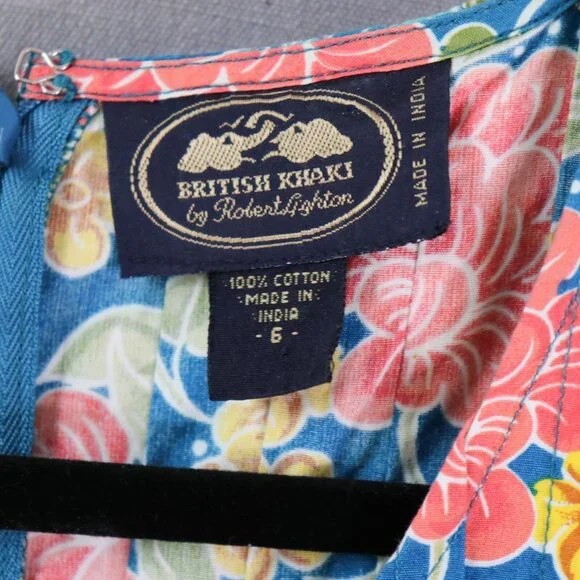 BRITISH KHAKI
by Robert Lighton
MADE IN INDIA
100% COTTON
MADE IN
INDIA
- 6 -